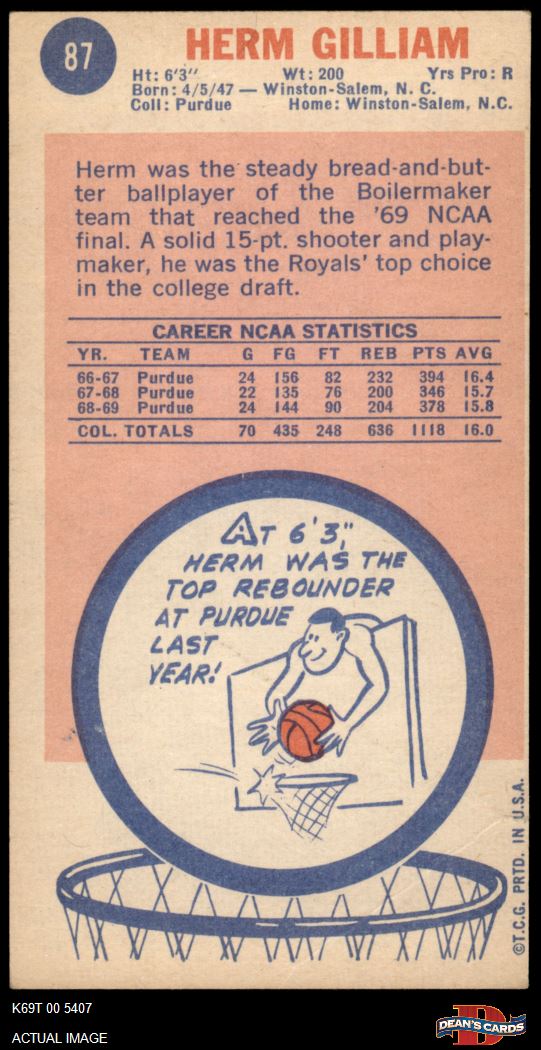 87
HERM GILLIAM
Ht: 6'3" Wt: 200 Yrs Pro: R
Born: 4/5/47 — Winston-Salem, N. C.
Coll: Purdue Home: Winston-Salem, N.C.
Herm was the steady bread-and-but-
ter ballplayer of the Boilermaker
team that reached the '69 NCAA
final. A solid 15-pt. shooter and play-
maker, he was the Royals' top choice
in the college draft.
CAREER NCAA STATISTICS
YR. TEAM G FG FT REB PTS AVG
66-67 Purdue 24 156 82 232 394 16.4
67-68 Purdue 22 135 76 200 346 15.7
68-69 Purdue 24 144 90 204 378 15.8
COL. TOTALS 70 435 248 636 1118 16.0
AT 6'3",
HERM WAS THE
TOP REBOUNDER
AT PURDUE
LAST
YEAR!
©T.C.G. PRTD. IN U.S.A.
K69T 00 5407
ACTUAL IMAGE
D
DEAN'S CARDS